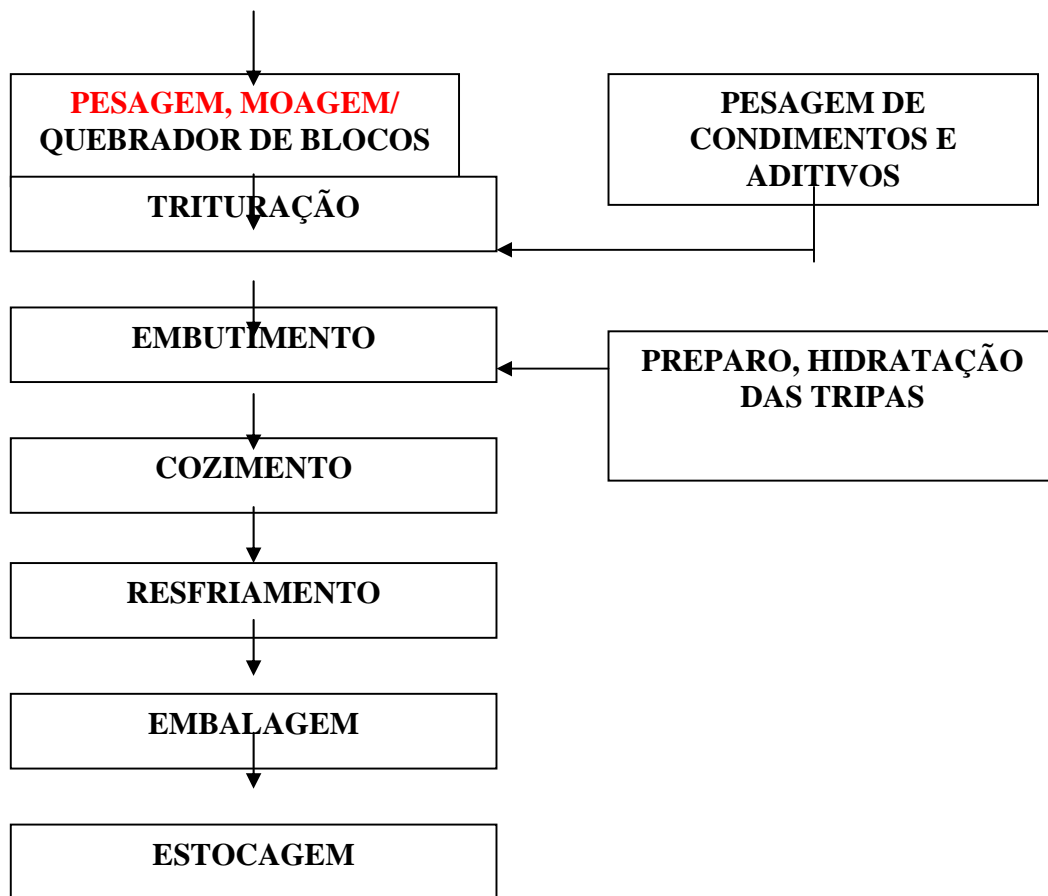 PESAGEM, MOAGEM/
QUEBRADOR DE BLOCOS
PESAGEM DE
CONDIMENTOS E
ADITIVOS
TRITURAÇÃO
EMBUTIMENTO
PREPARO, HIDRATAÇÃO
DAS TRIPAS
COZIMENTO
RESFRIAMENTO
EMBALAGEM
ESTOCAGEM